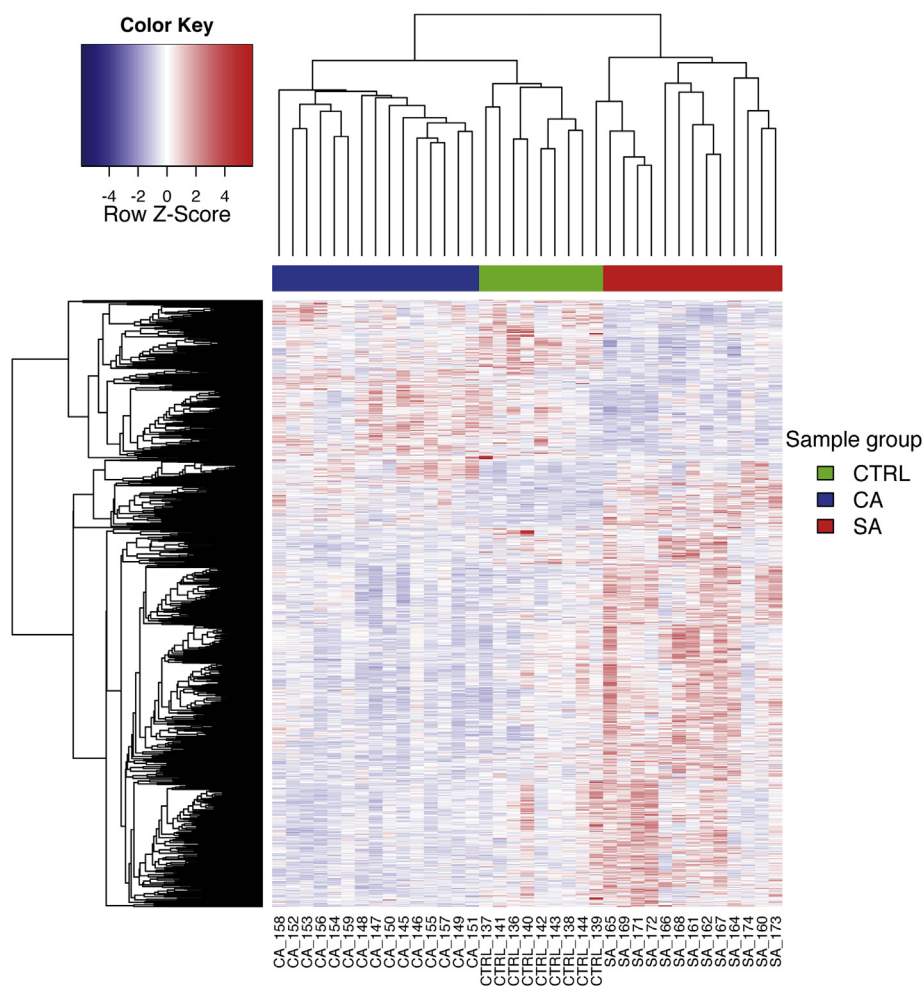 Color Key
-4 -2 0 2 4
Row Z-Score
Sample group
CTRL
CA
SA
CA_158
CA_152
CA_153
CA_156
CA_154
CA_159
CA_148
CA_147
CA_150
CA_145
CA_146
CA_155
CA_157
CA_149
CA_151
CTRL_137
CTRL_141
CTRL_136
CTRL_140
CTRL_142
CTRL_143
CTRL_138
CTRL_144
CTRL_139
SA_165
SA_169
SA_171
SA_172
SA_166
SA_168
SA_161
SA_162
SA_167
SA_164
SA_174
SA_160
SA_173